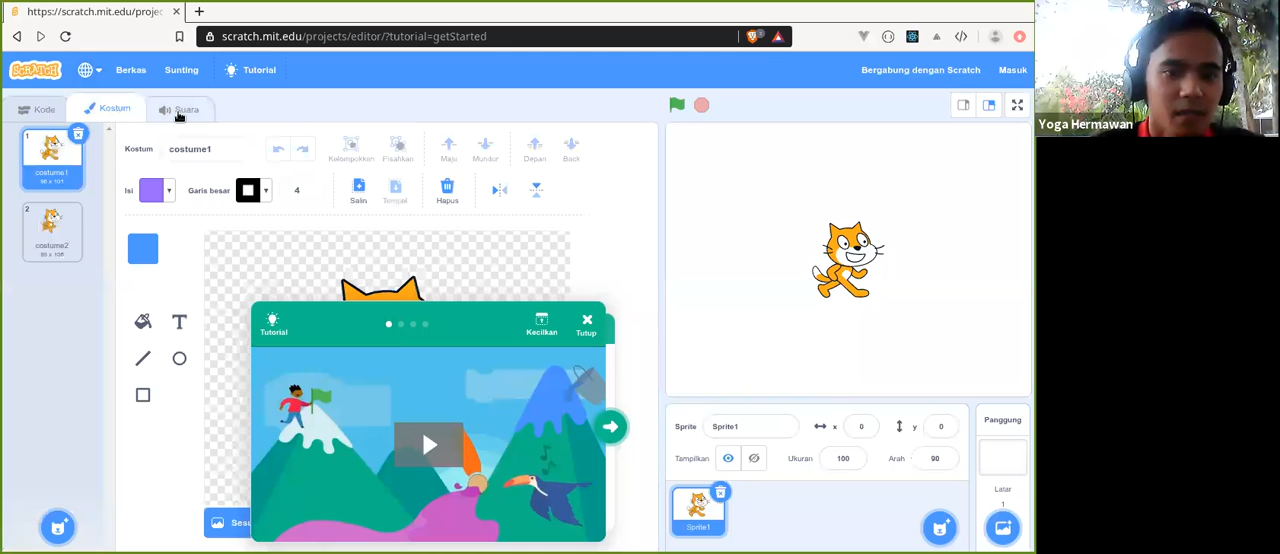 https://scratch.mit.edu/projec
scratch.mit.edu/projects/editor/?tutorial=getStarted
SCRATCH
Berkas
Sunting
Tutorial
Bergabung dengan Scratch
Masuk
Kode
Kostum
Suara
Yoga Hermawan
1
costume1
2
costume2
Kostum
costume1
Kelompokkan
Pisahkan
Maju
Mundur
Depan
Back
Isi
Garis besar
4
Salin
Tempel
Hapus
Tutorial
Kecilkan
Tutup
Sprite
Sprite1
x
0
y
0
Tampilkan
Ukuran
100
Arah
90
Sprite1
Panggung
Latar
1